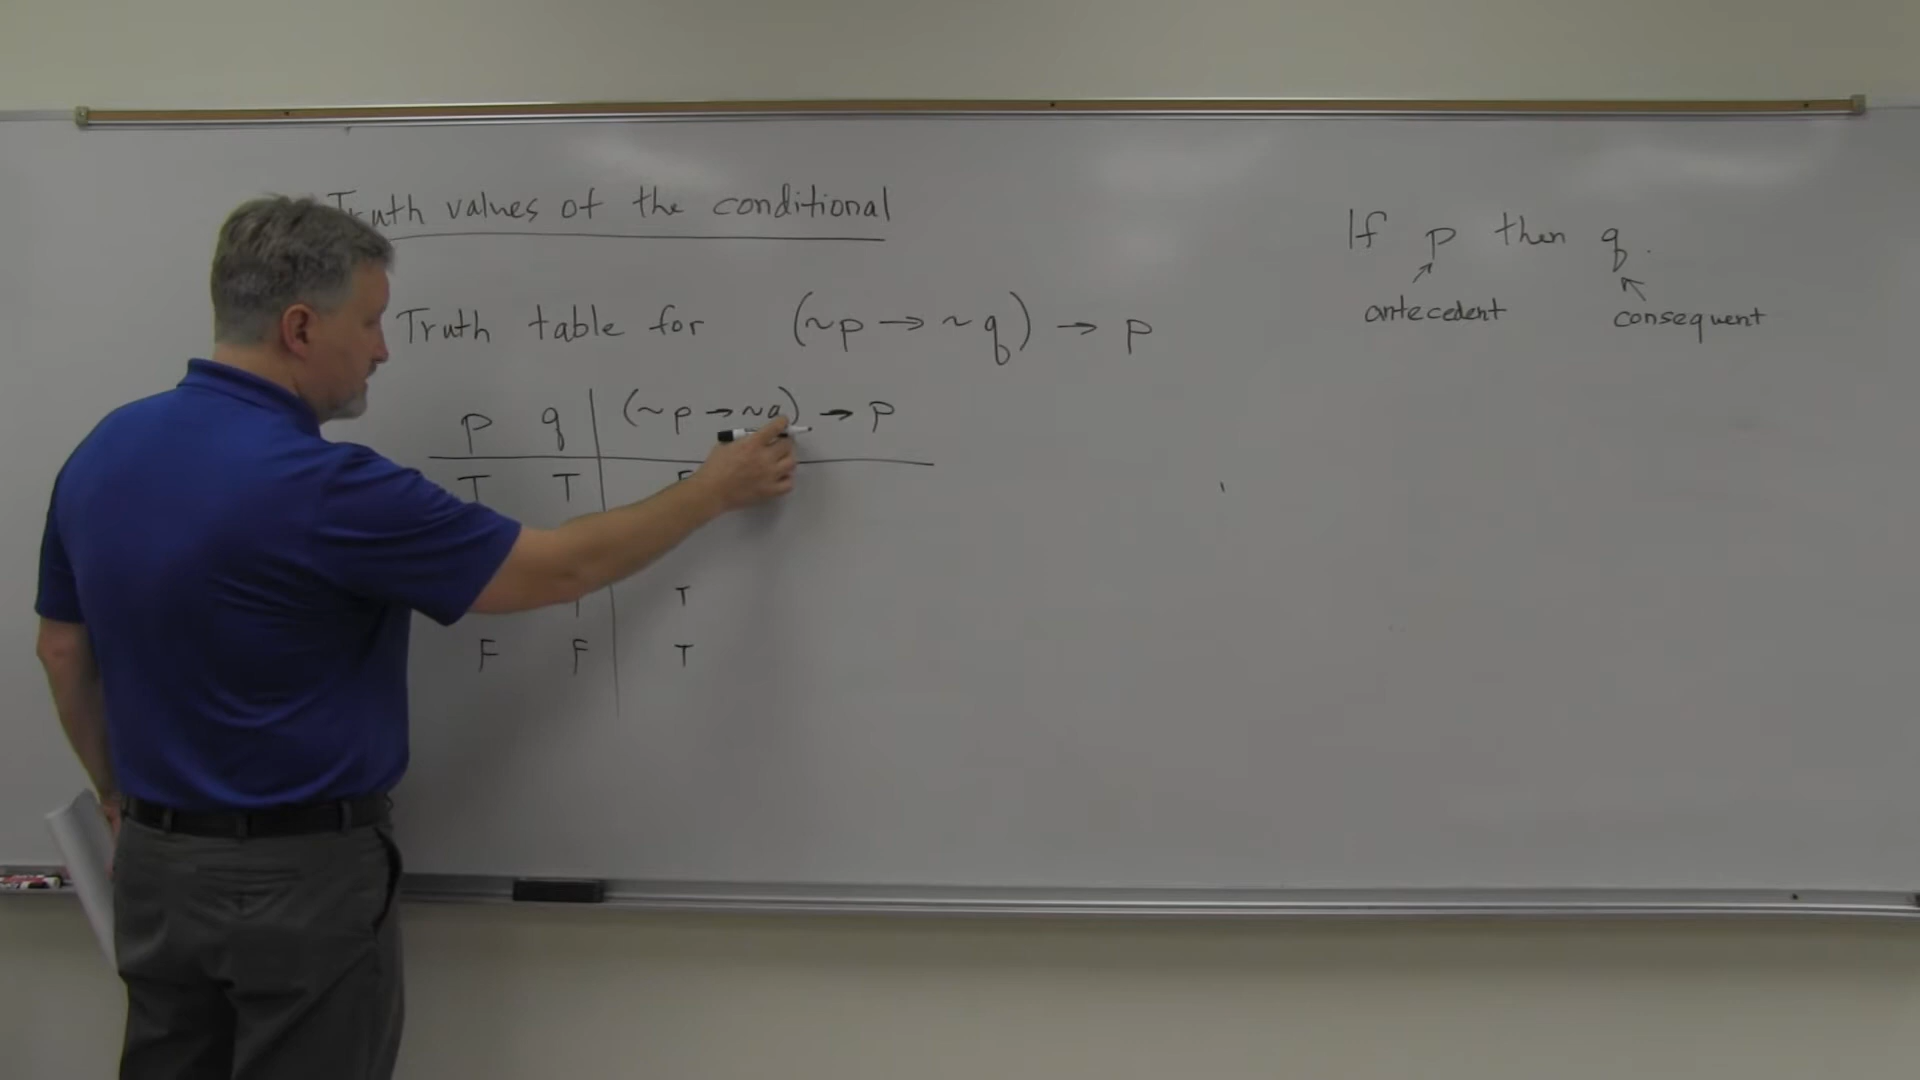 Truth values of the conditional
If p then q.
antecedent consequent
Truth table for (~p → ~q) → p
p q (~p → ~q) → p
T T F
T
F F T